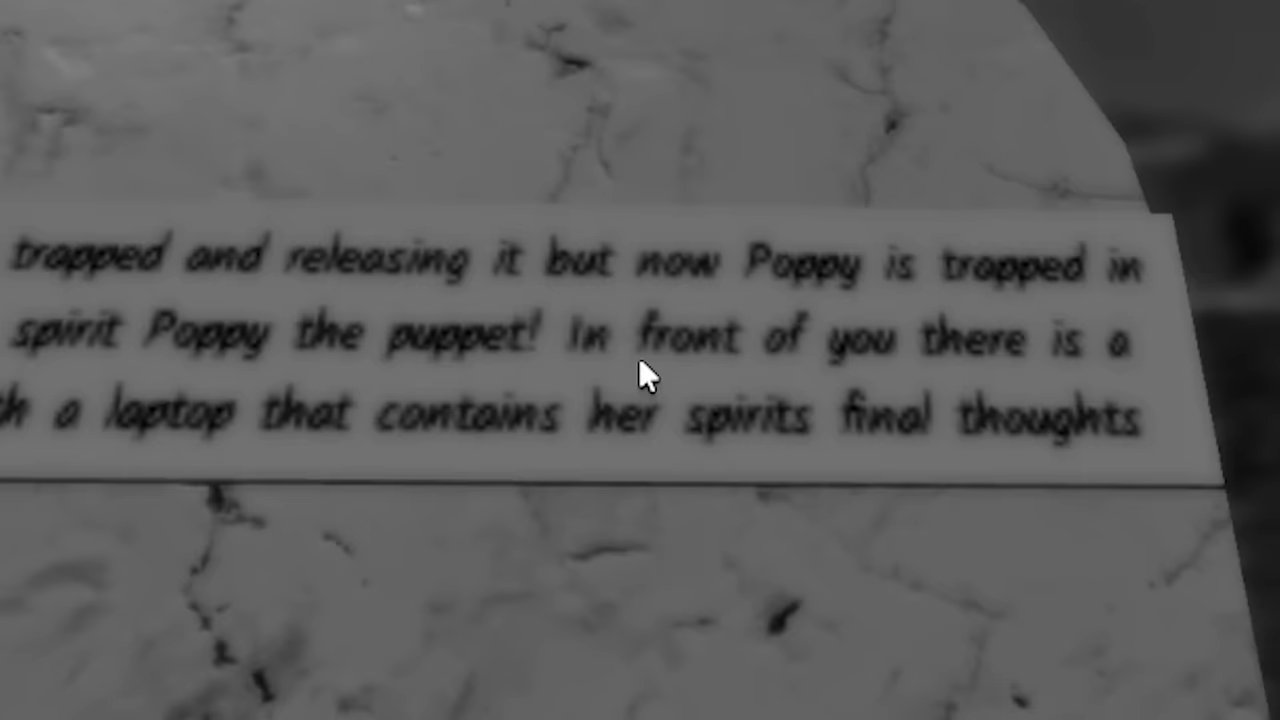 trapped and releasing it but now Poppy is trapped in
spirit Poppy the puppet! In front of you there is a
a laptop that contains her spirits final thoughts